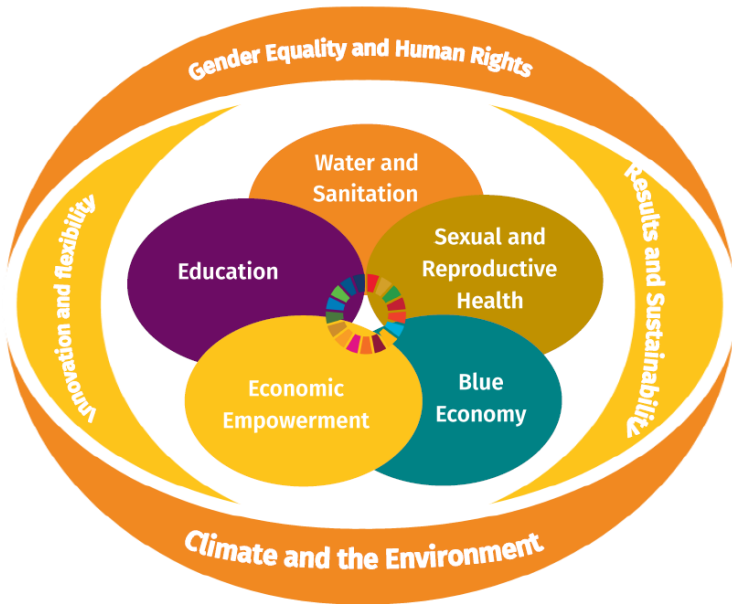 Gender Equality and Human Rights
Water and
Sanitation
Education
Sexual and
Reproductive
Health
Innovation and flexibility
Results and Sustainability
Economic
Empowerment
Blue
Economy
Climate and the Environment